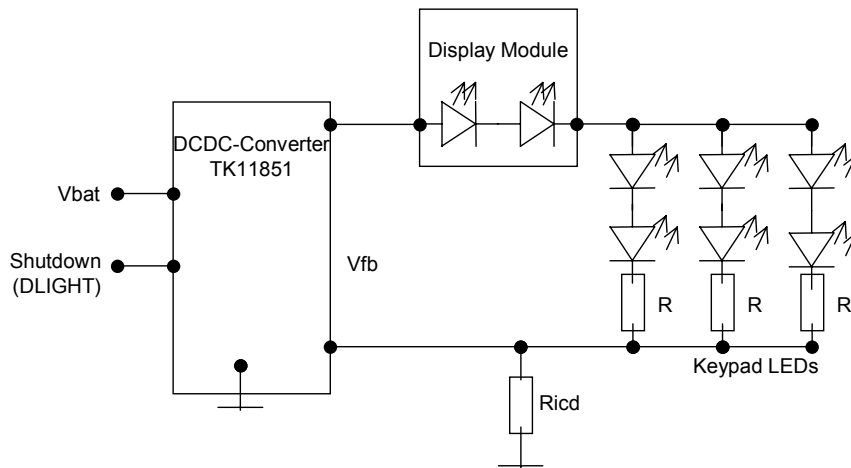 Display Module
DCDC-Converter
TK11851
Vbat
Shutdown
(DLIGHT)
Vfb
R
R
R
Keypad LEDs
Ricd